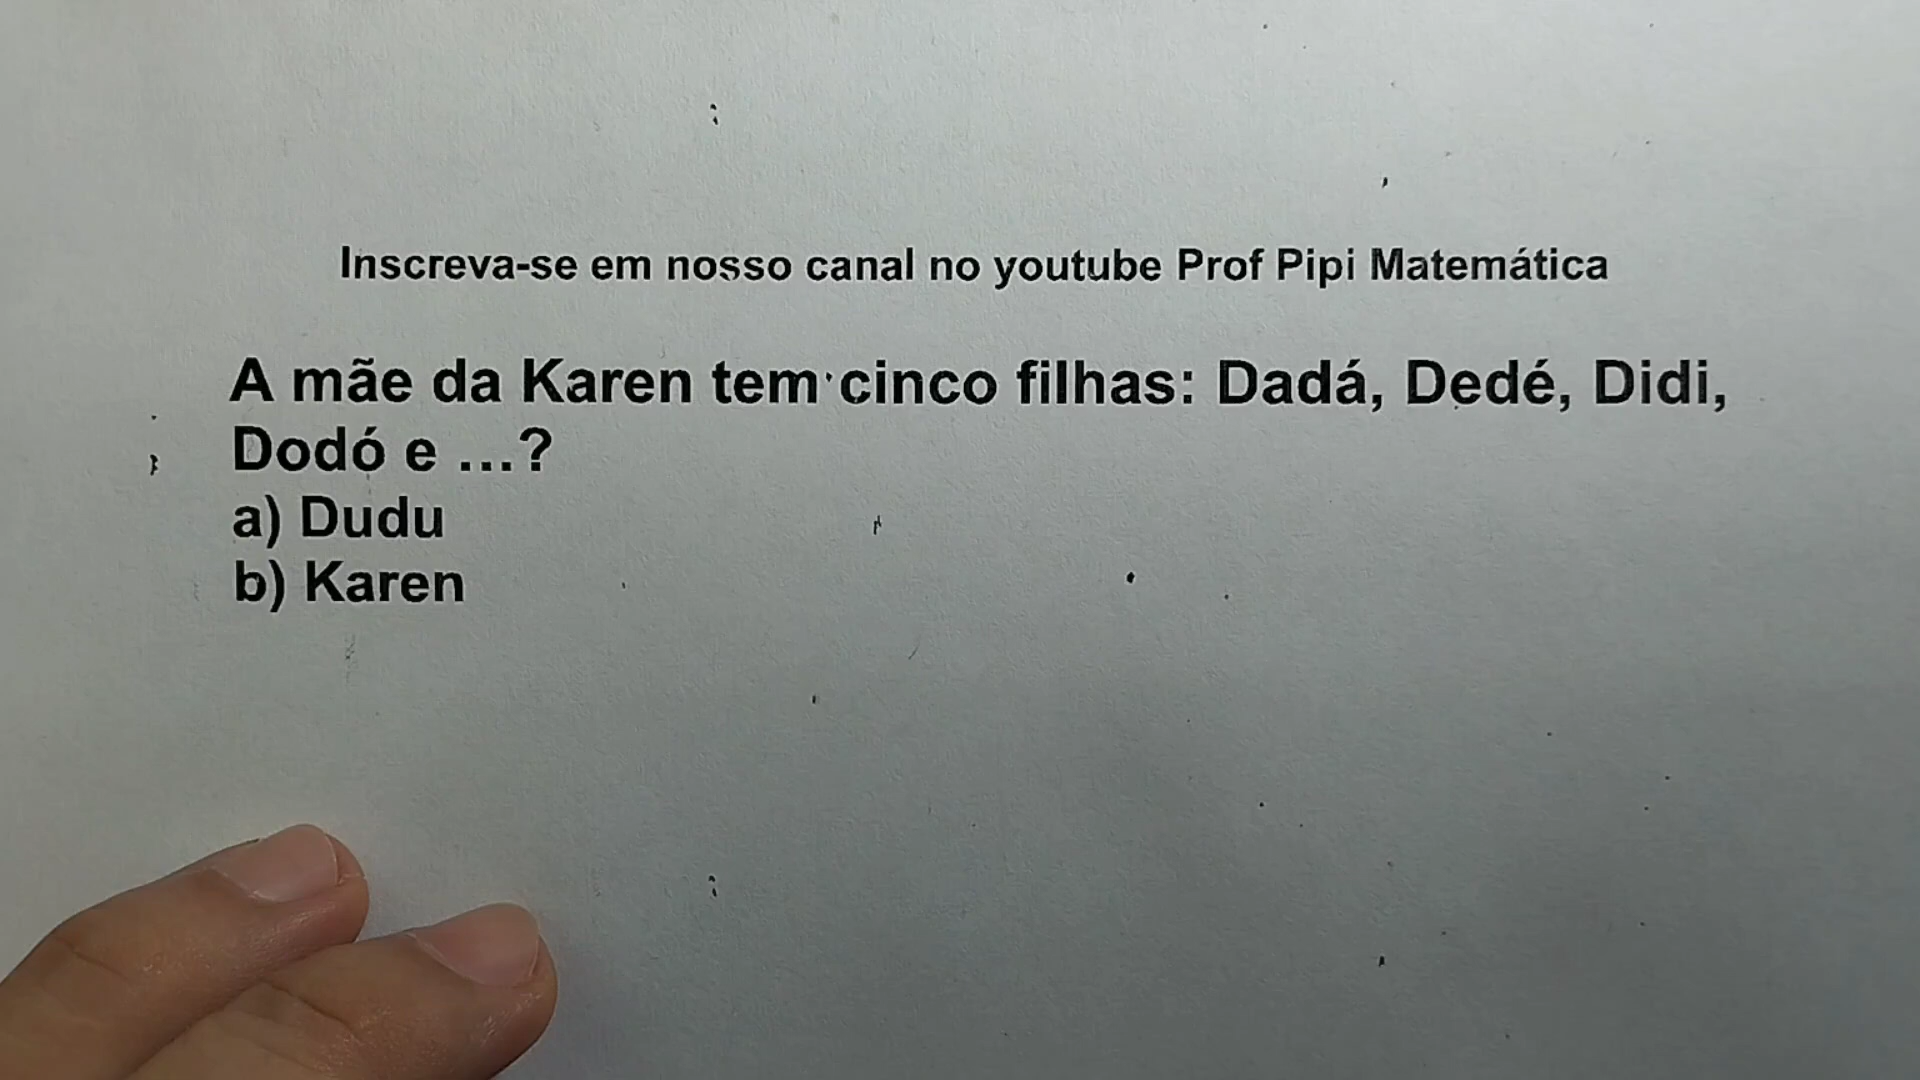 Inscreva-se em nosso canal no youtube Prof Pipi Matemática
A mãe da Karen tem cinco filhas: Dadá, Dedé, Didi,
Dodó e ...?
a) Dudu
b) Karen